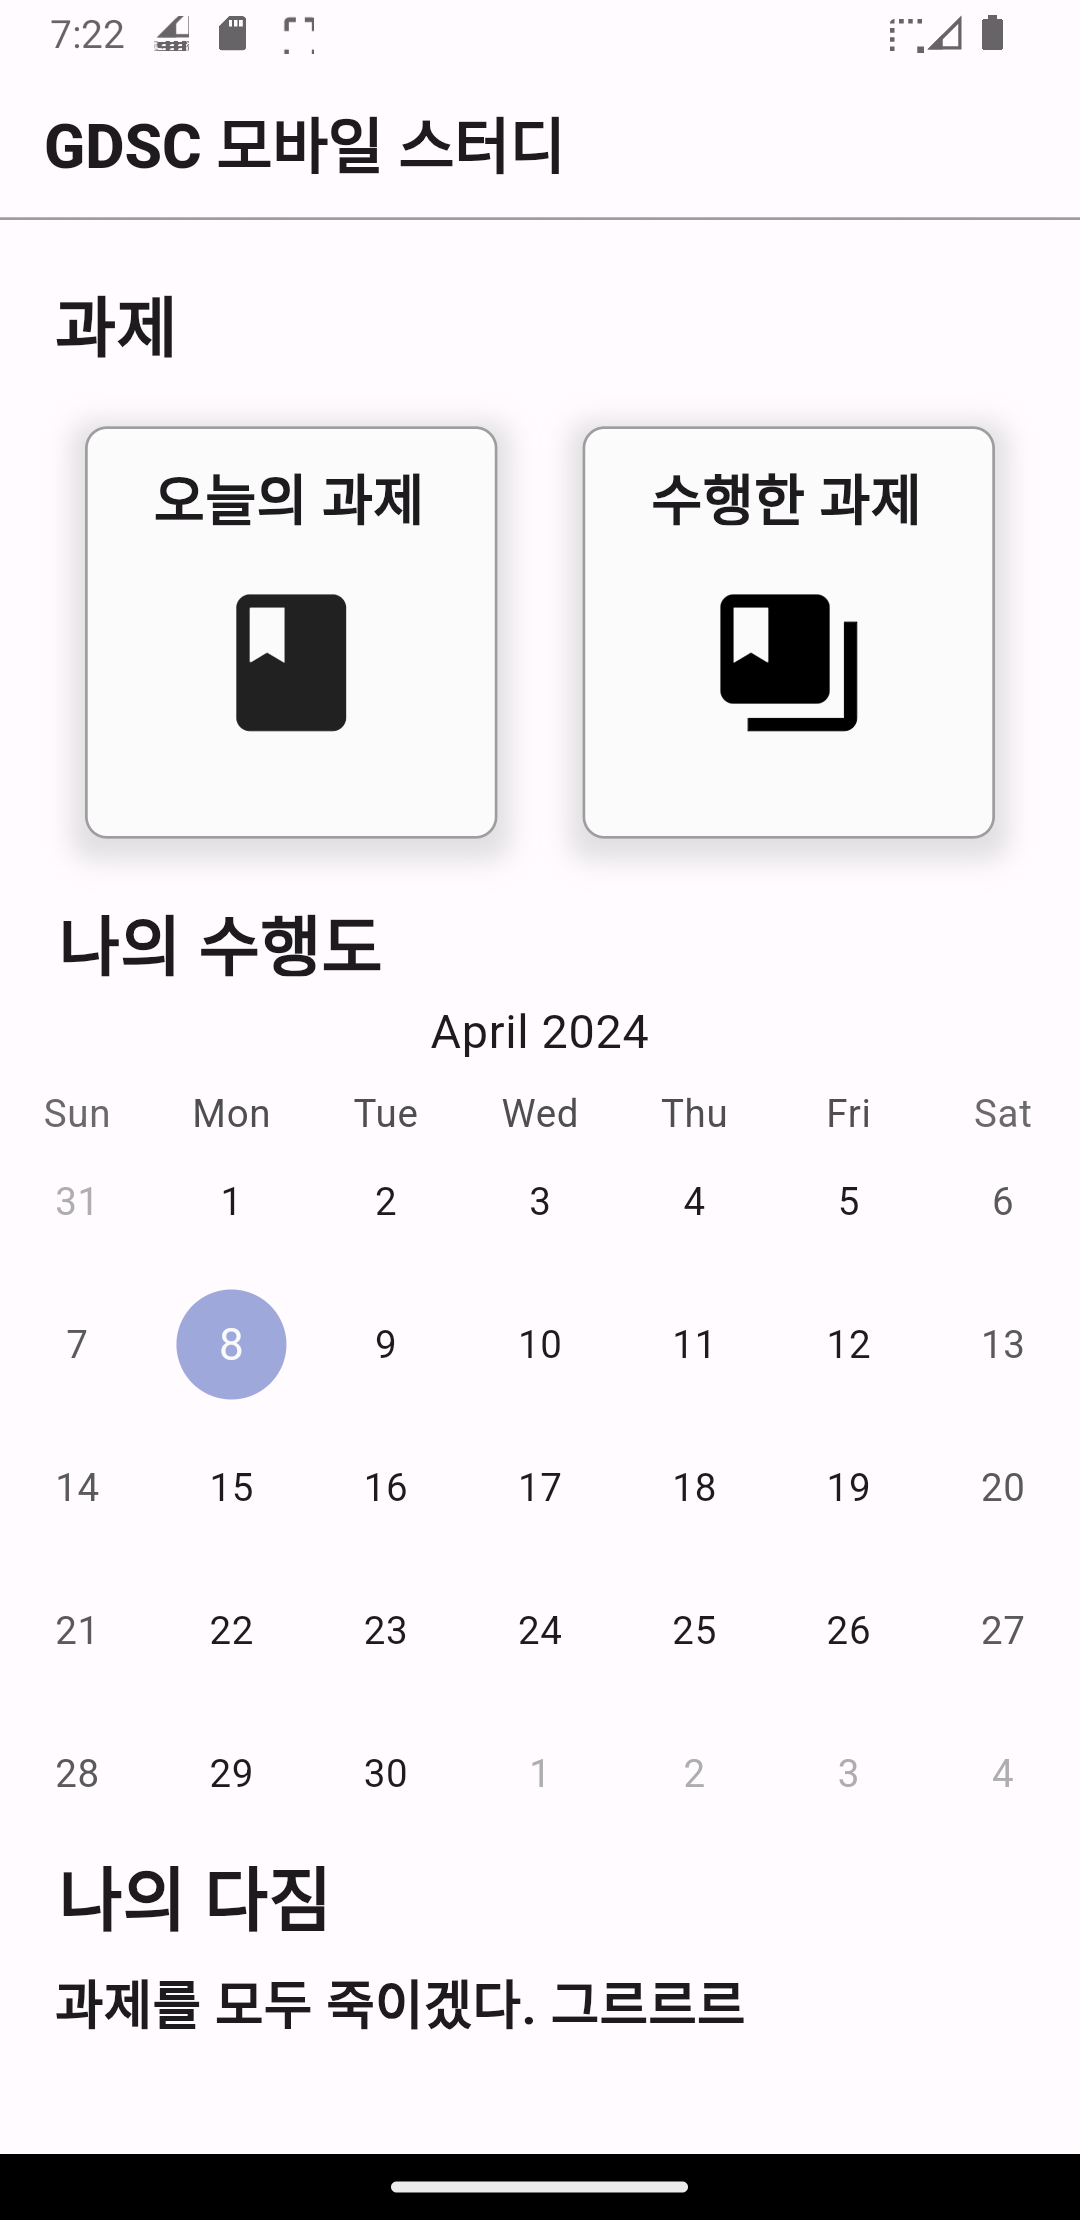 7:22
GDSC 모바일 스터디
과제
오늘의 과제 수행한 과제
나의 수행도
April 2024
Sun Mon Tue Wed Thu Fri Sat
31 1 2 3 4 5 6
7 8 9 10 11 12 13
14 15 16 17 18 19 20
21 22 23 24 25 26 27
28 29 30 1 2 3 4
나의 다짐
과제를 모두 죽이겠다. 그르르르